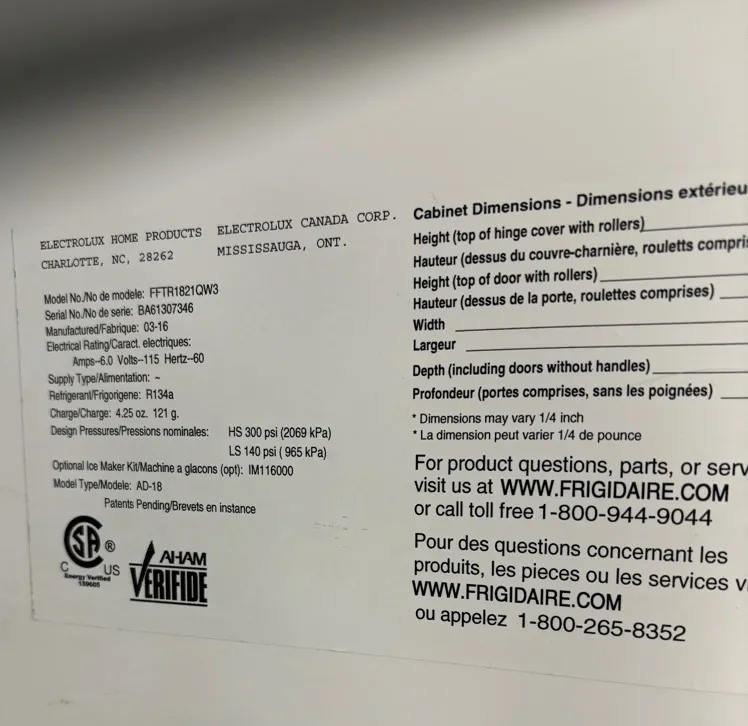 ELECTROLUX HOME PRODUCTS ELECTROLUX CANADA CORP.
CHARLOTTE, NC, 28262 MISSISSAUGA, ONT.
Model No./No de modele: FFTR1821QW3
Serial No./No de serie: BA61307346
Manufactured/Fabrique: 03-16
Electrical Rating/Caract. electriques:
Amps--6.0 Volts--115 Hertz--60
Supply Type/Alimentation: ~
Refrigerant/Frigorigene: R134a
Charge/Charge: 4.25 oz. 121 g.
Design Pressures/Pressions nominales: HS 300 psi (2069 kPa)
LS 140 psi ( 965 kPa)
Optional Ice Maker Kit/Machine a glacons (opt): IM116000
Model Type/Modele: AD-18
Patents Pending/Brevets en instance
SA ®
C US
Energy Verified
159605
AHAM
VERIFIDE
Cabinet Dimensions - Dimensions extérieu
Height (top of hinge cover with rollers)
Hauteur (dessus du couvre-charnière, rouletts compri
Height (top of door with rollers)
Hauteur (dessus de la porte, roulettes comprises)
Width
Largeur
Depth (including doors without handles)
Profondeur (portes comprises, sans les poignées)
* Dimensions may vary 1/4 inch
* La dimension peut varier 1/4 de pouce
For product questions, parts, or serv
visit us at WWW.FRIGIDAIRE.COM
or call toll free 1-800-944-9044
Pour des questions concernant les
produits, les pieces ou les services v
WWW.FRIGIDAIRE.COM
ou appelez 1-800-265-8352